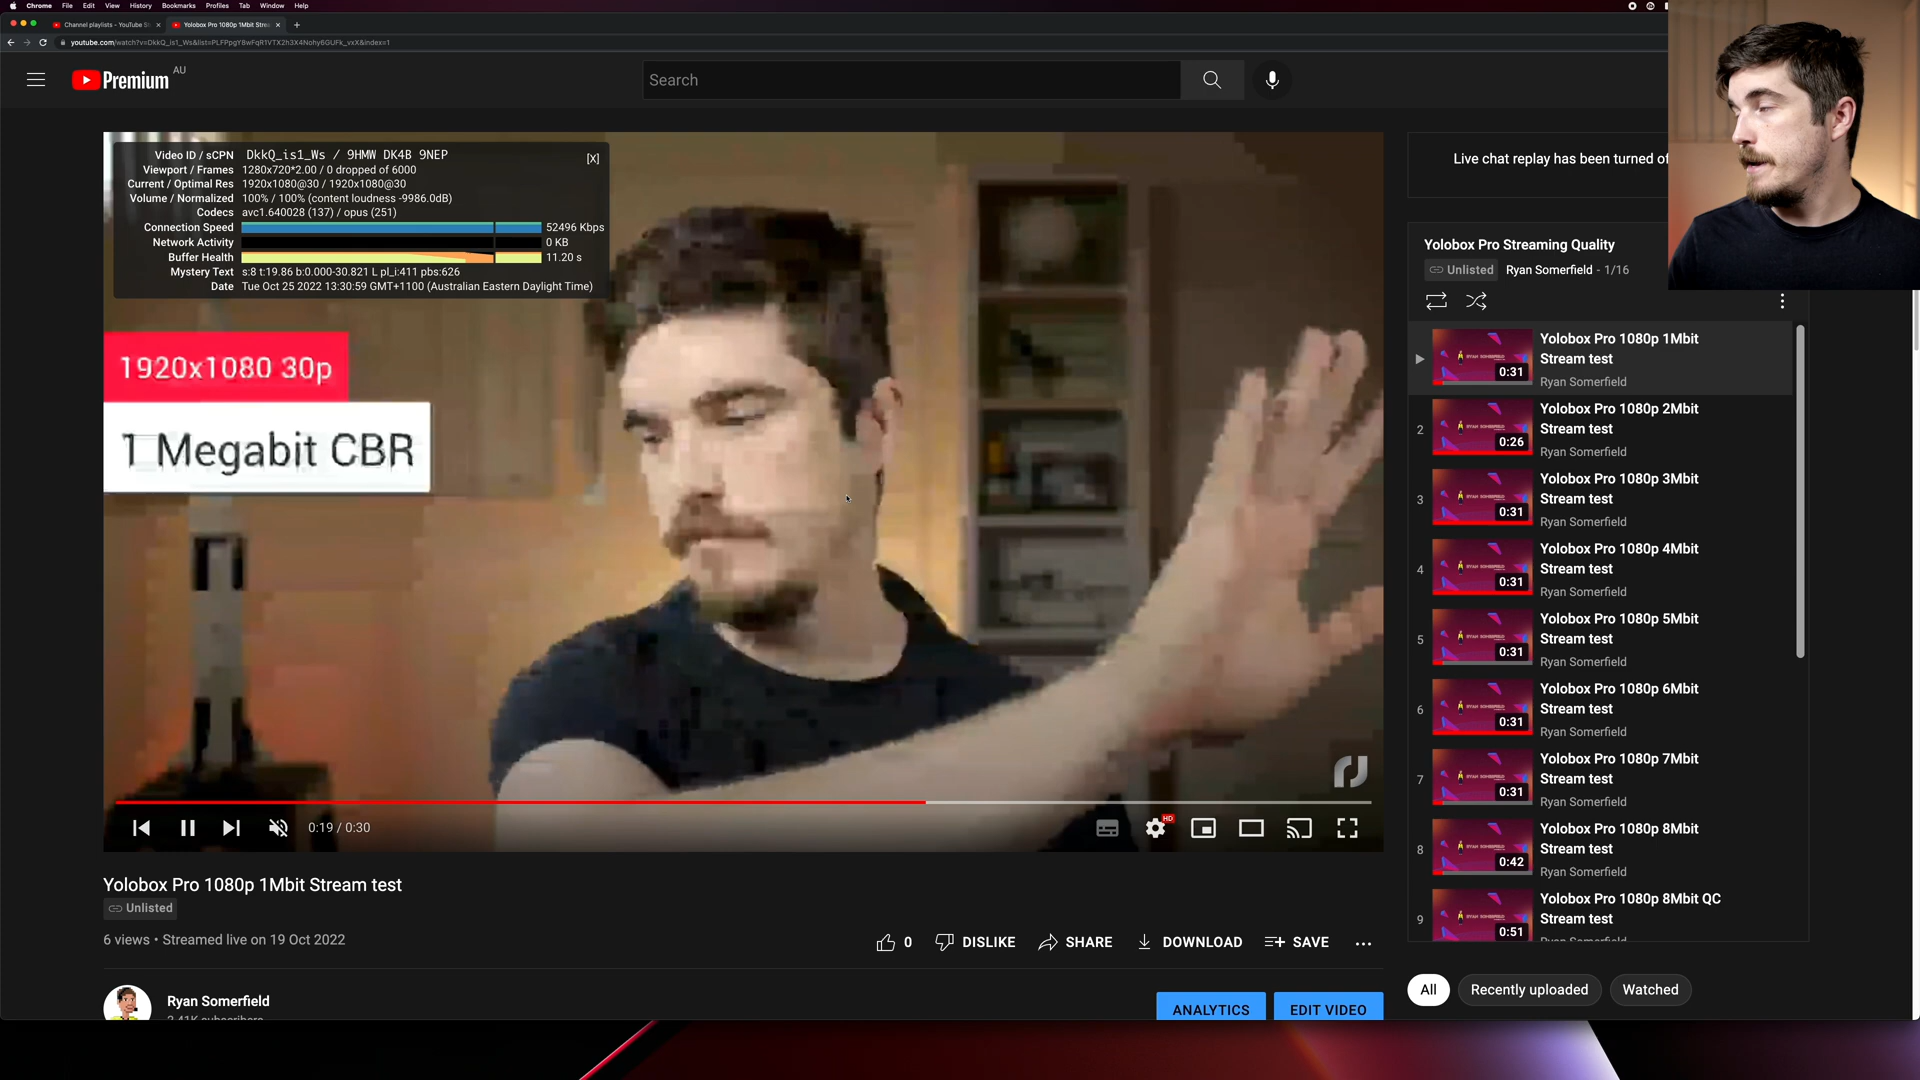 Chrome File Edit View History Bookmarks Profiles Tab Window Help
Channel playlists - YouTube
Yolobox Pro 1080p 1Mbit Stre
Premium AU
Search
Video ID / sCPN DkkQ_is1_Ws / 9HMW DK4B 9NEP
[X]
Viewport / Frames 1280x720*2.00 / 0 dropped of 6000
Current / Optimal Res 1920x1080@30 / 1920x1080@30
Volume / Normalized 100% / 100% (content loudness -9986.0dB)
Codecs avc1.640028 (137) / opus (251)
Connection Speed 52496 Kbps
Network Activity 0 KB
Buffer Health 11.20 s
Mystery Text s:8 t:19.86 b:0.000-30.821 L pl_i:411 pbs:626
Date Tue Oct 25 2022 13:30:59 GMT+1100 (Australian Eastern Daylight Time)
1920x1080 30p
1 Megabit CBR
0:19 / 0:30
HD
Yolobox Pro 1080p 1Mbit Stream test
Unlisted
6 views • Streamed live on 19 Oct 2022
0 DISLIKE SHARE DOWNLOAD SAVE
Ryan Somerfield
ANALYTICS EDIT VIDEO
Live chat replay has been turned of
Yolobox Pro Streaming Quality
Unlisted Ryan Somerfield - 1/16
Yolobox Pro 1080p 1Mbit
Stream test
0:31
Ryan Somerfield
2
Yolobox Pro 1080p 2Mbit
Stream test
0:26
Ryan Somerfield
3
Yolobox Pro 1080p 3Mbit
Stream test
0:31
Ryan Somerfield
4
Yolobox Pro 1080p 4Mbit
Stream test
0:31
Ryan Somerfield
5
Yolobox Pro 1080p 5Mbit
Stream test
0:31
Ryan Somerfield
6
Yolobox Pro 1080p 6Mbit
Stream test
0:31
Ryan Somerfield
7
Yolobox Pro 1080p 7Mbit
Stream test
0:31
Ryan Somerfield
8
Yolobox Pro 1080p 8Mbit
Stream test
0:42
Ryan Somerfield
9
Yolobox Pro 1080p 8Mbit QC
Stream test
0:51
All Recently uploaded Watched